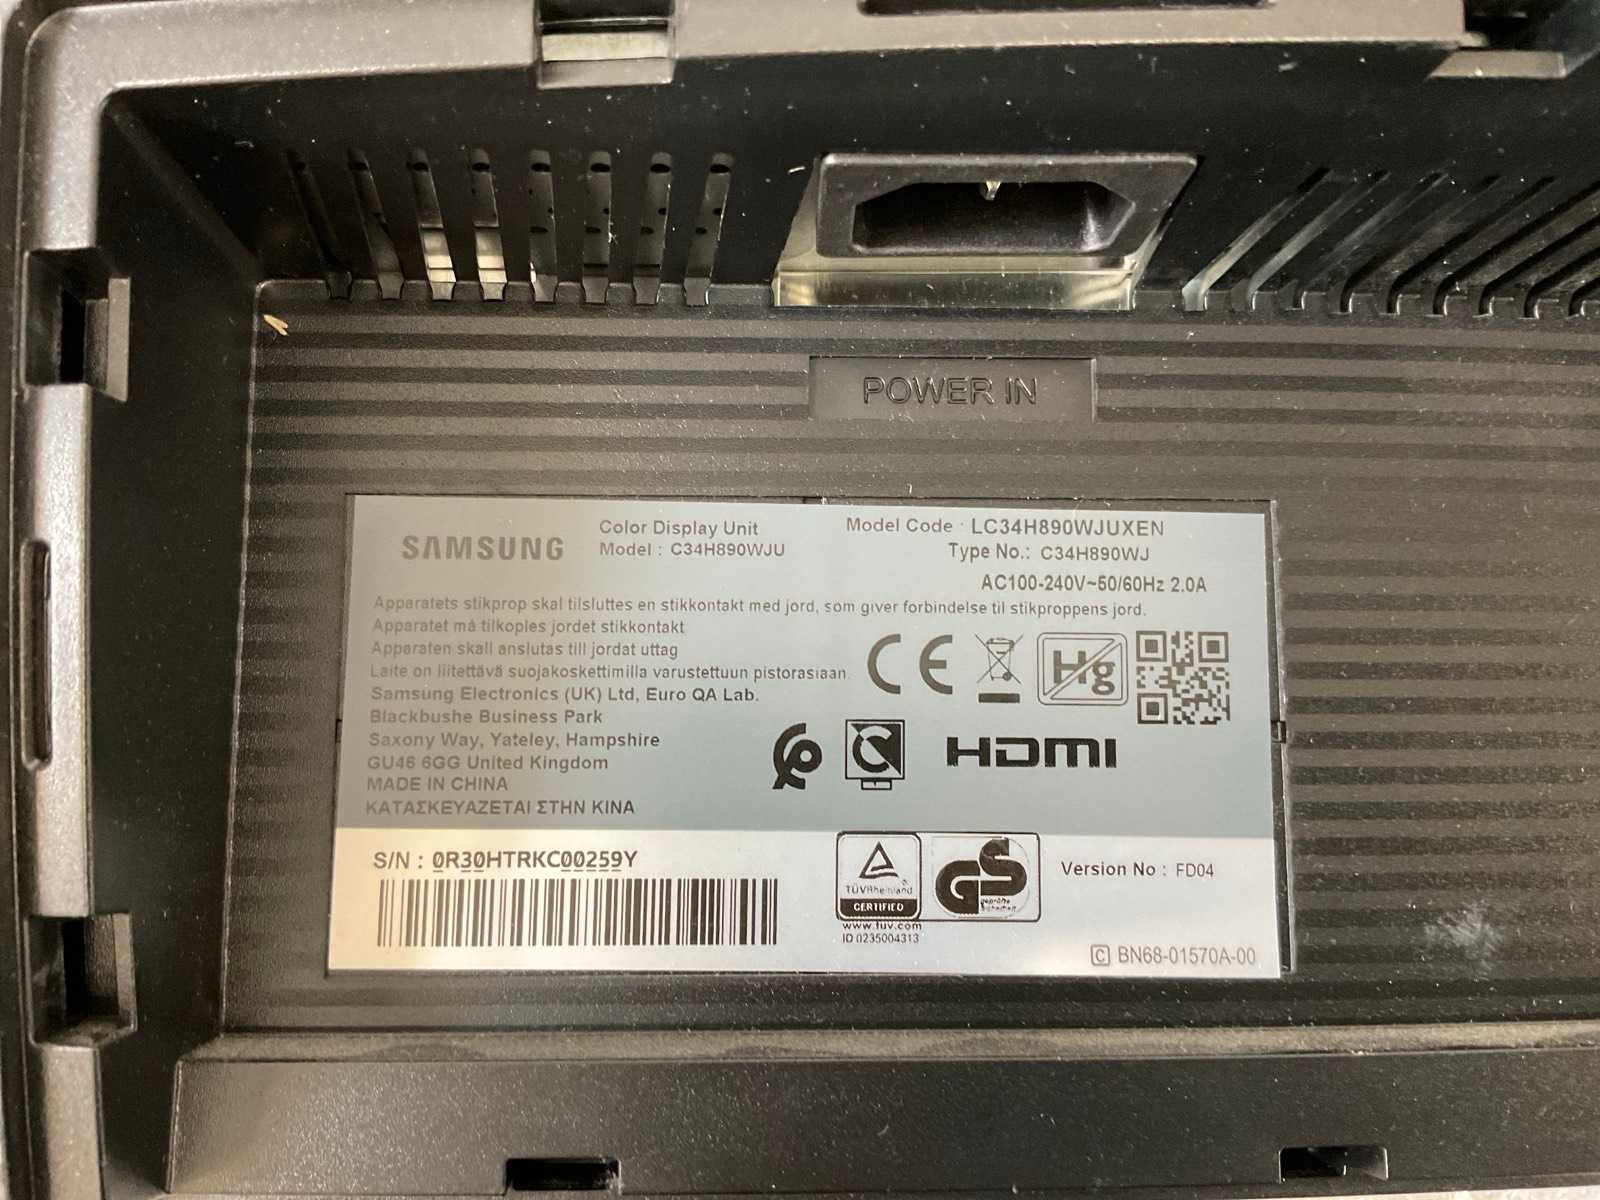 POWER IN
SAMSUNG
Color Display Unit
Model : C34H890WJU
Model Code : LC34H890WJUXEN
Type No.: C34H890WJ
AC100-240V~50/60Hz 2.0A
Apparatets stikprop skal tilsluttes en stikkontakt med jord, som giver forbindelse til stikproppens jord.
Apparatet må tilkoples jordet stikkontakt
Apparaten skall anslutas till jordat uttag
Laite on liitettävä suojakoskettimilla varustettuun pistorasiaan.
Samsung Electronics (UK) Ltd, Euro QA Lab.
Blackbushe Business Park
Saxony Way, Yateley, Hampshire
GU46 6GG United Kingdom
MADE IN CHINA
ΚΑΤΑΣΚΕΥΑΖΕΤΑΙ ΣΤΗΝ ΚΙΝΑ
CE
Hg
HDMI
S/N : 0R30HTRKC00259Y
TÜVRheinland
CERTIFIED
www.tuv.com
ID 0235004313
GS
geprüfte
Sicherheit
Version No : FD04
C BN68-01570A-00